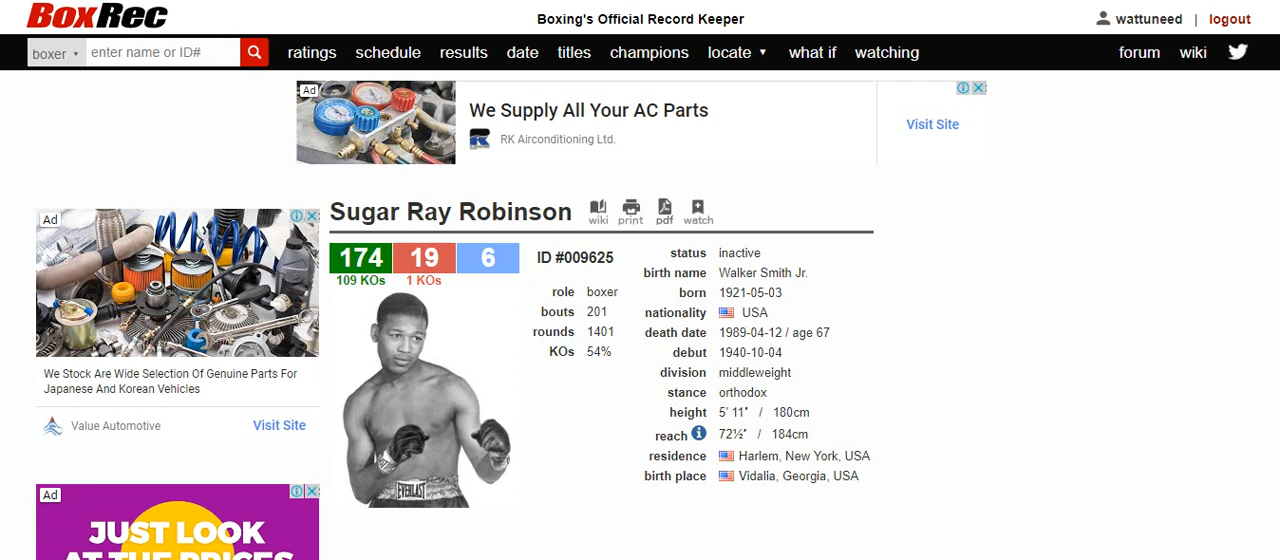 BoxRec
Boxing's Official Record Keeper
wattuneed | logout
boxer ▾ enter name or ID#
ratings schedule results date titles champions locate ▼ what if watching
forum wiki
Ad
We Supply All Your AC Parts
RK Airconditioning Ltd.
Visit Site
Ad
We Stock Are Wide Selection Of Genuine Parts For
Japanese And Korean Vehicles
Value Automotive
Visit Site
Ad
JUST LOOK
AT THE PRICES
Sugar Ray Robinson
wiki print pdf watch
174 19 6
109 KOs 1 KOs
EVERLAST
ID #009625
role boxer
bouts 201
rounds 1401
KOs 54%
status inactive
birth name Walker Smith Jr.
born 1921-05-03
nationality USA
death date 1989-04-12 / age 67
debut 1940-10-04
division middleweight
stance orthodox
height 5′ 11″ / 180cm
reach 72½″ / 184cm
residence Harlem, New York, USA
birth place Vidalia, Georgia, USA